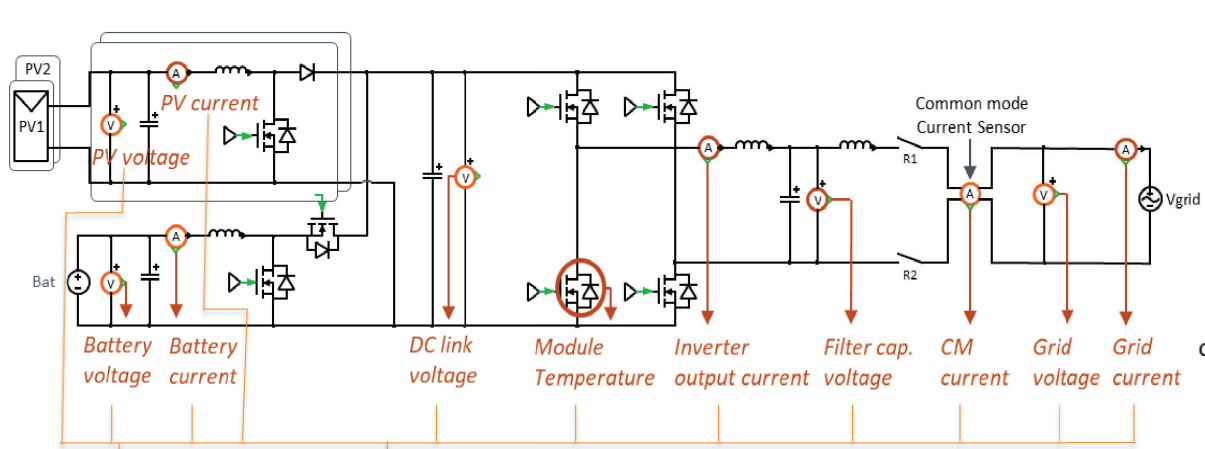 PV2
PV1
A
PV current
V
PV voltage
Bat
A
V
Battery
voltage
Battery
current
V
DC link
voltage
Module
Temperature
A
Inverter
output current
V
Filter cap.
voltage
R1
R2
Common mode
Current Sensor
A
CM
current
V
Grid
voltage
A
Grid
current
Vgrid